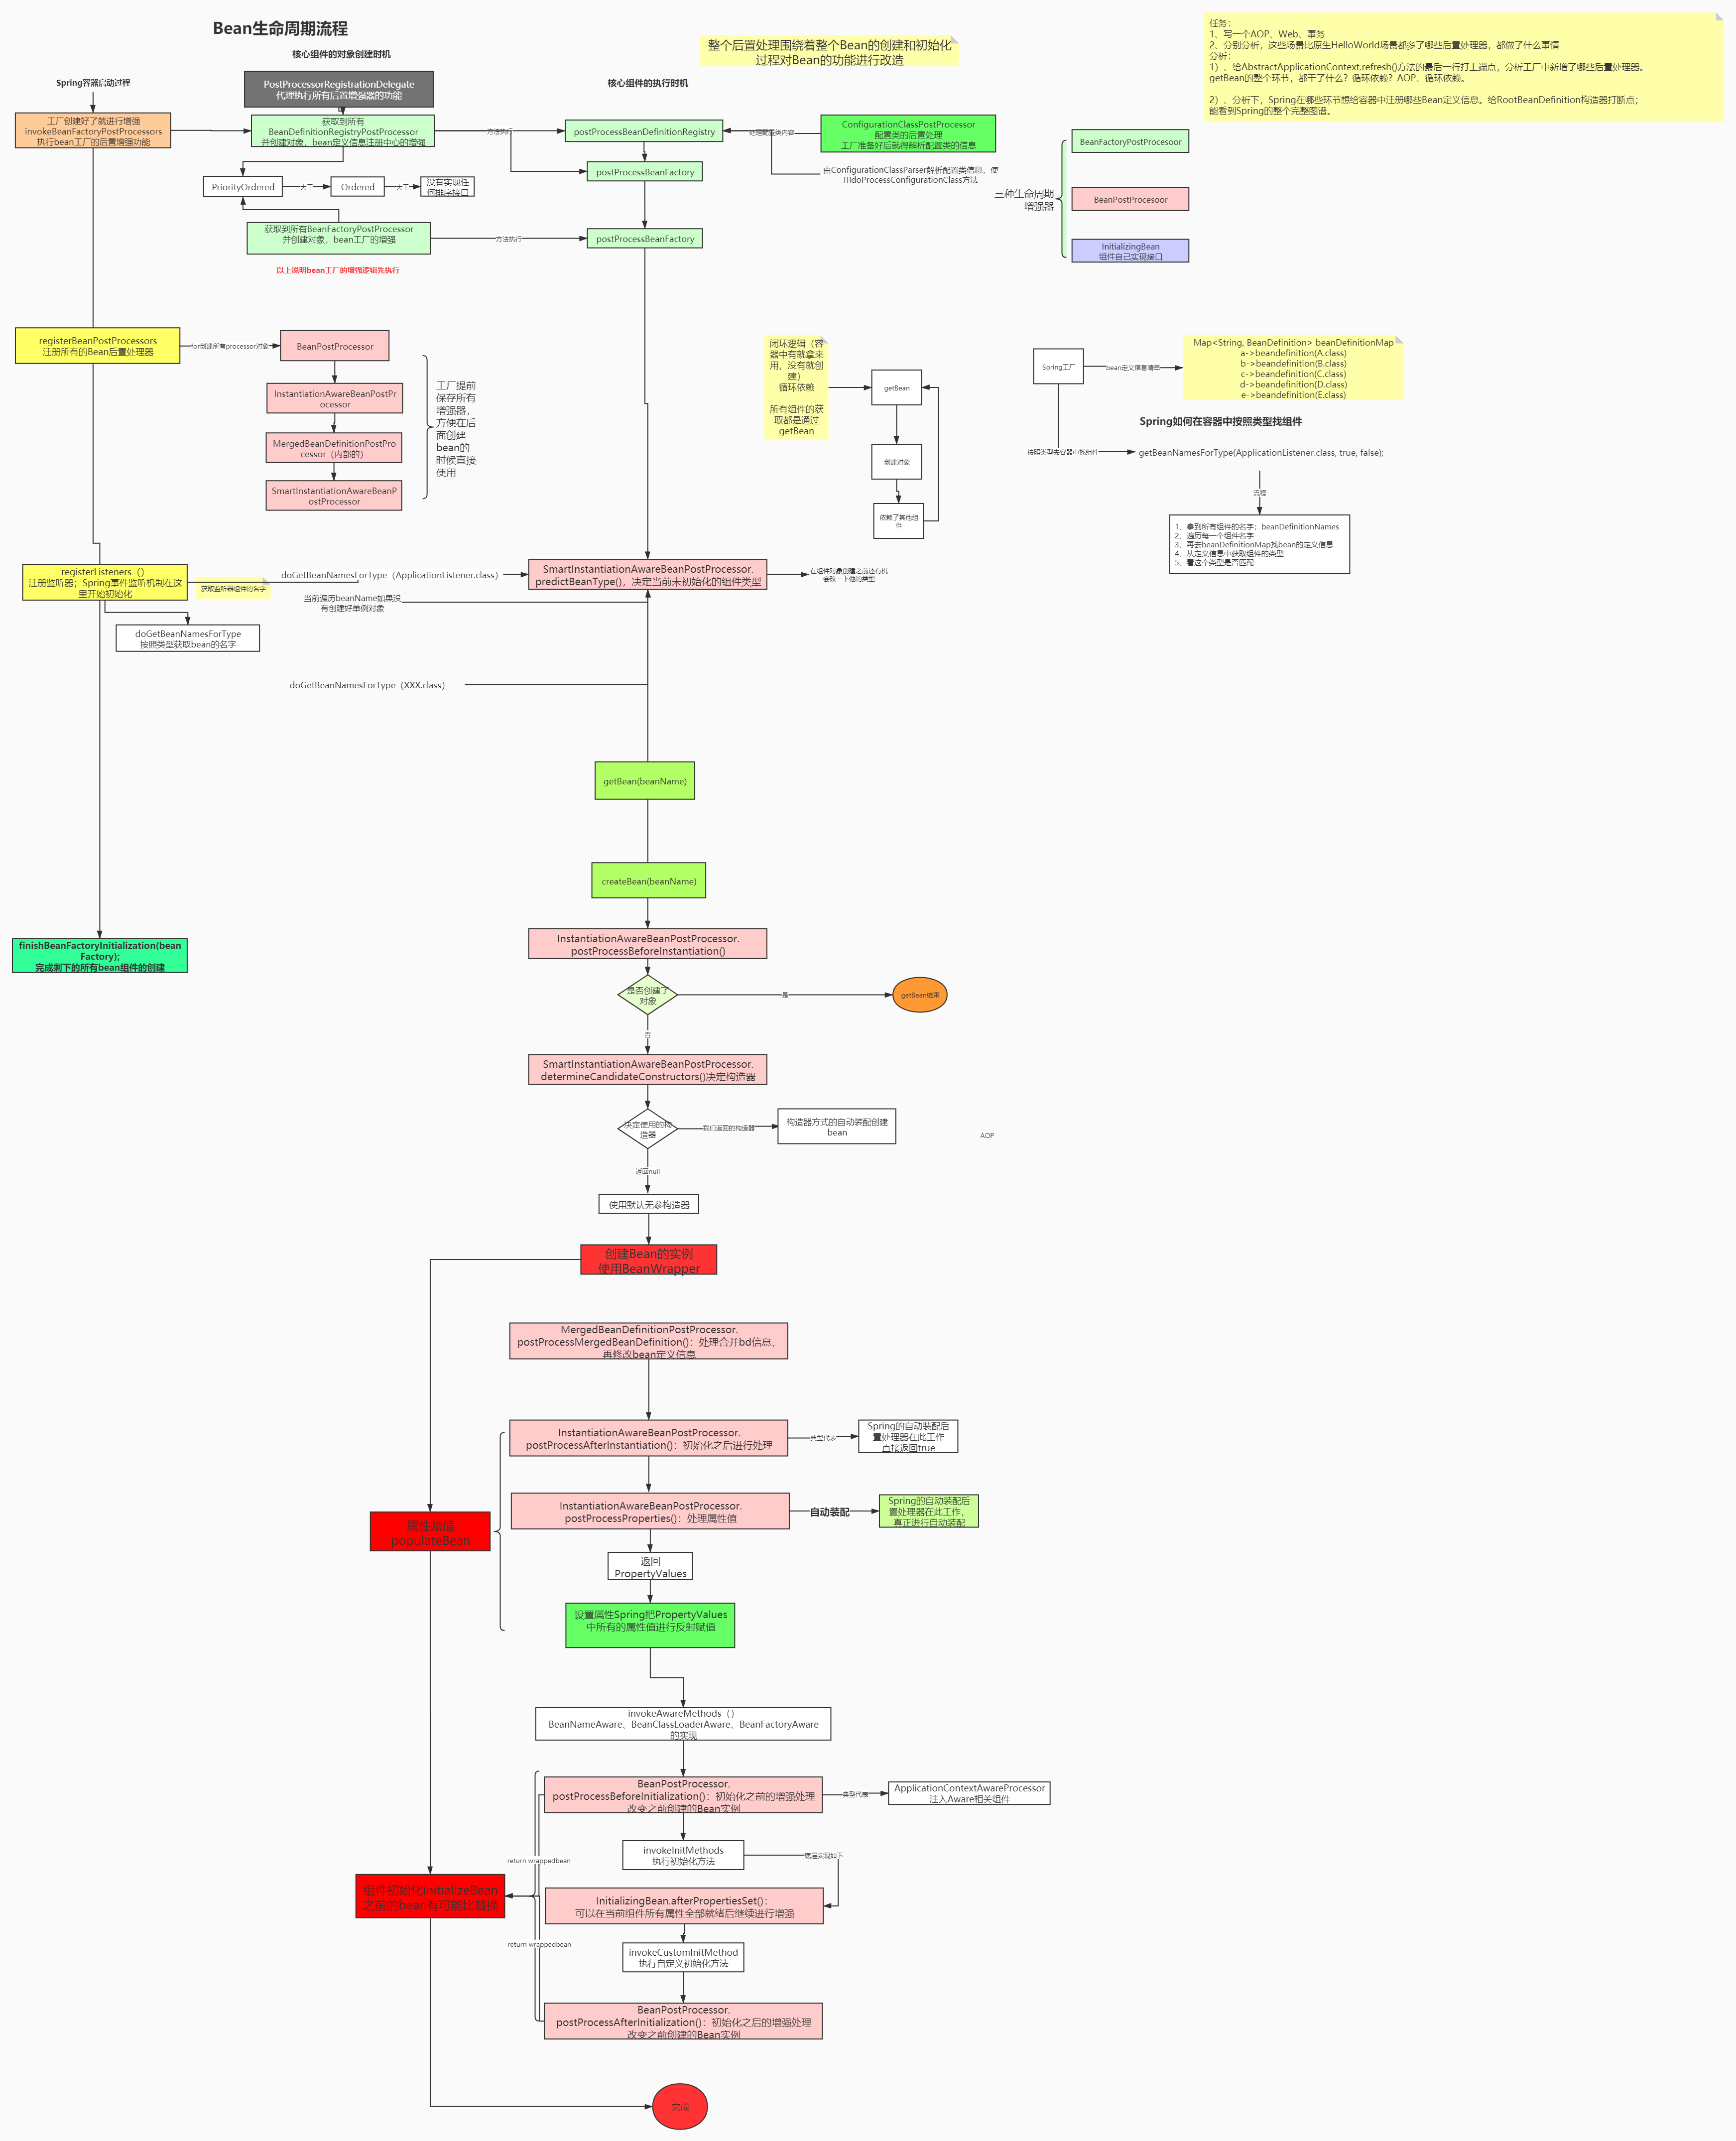 Bean生命周期流程
核心组件的对象创建时机
Spring容器启动过程
核心组件的执行时机
整个后置处理围绕着整个Bean的创建和初始化
过程对Bean的功能进行改造
任务：
1、写一个AOP、Web、事务
2、分别分析，这些场景比原生HelloWorld场景都多了哪些后置处理器，都做了什么事情
分析：
1）、给AbstractApplicationContext.refresh()方法的最后一行打上端点，分析工厂中新增了哪些后置处理器。
getBean的整个环节，都干了什么？循环依赖？AOP、循环依赖。
2）、分析下，Spring在哪些环节想给容器中注册哪些Bean定义信息。给RootBeanDefinition构造器打断点；
能看到Spring的整个完整图谱。
PostProcessorRegistrationDelegate
代理执行所有后置增强器的功能
工厂创建好了就进行增强
invokeBeanFactoryPostProcessors
执行bean工厂的后置增强功能
获取到所有
BeanDefinitionRegistryPostProcessor
并创建对象，bean定义信息注册中心的增强
方法执行
postProcessBeanDefinitionRegistry
处理配置类内容
ConfigurationClassPostProcessor
配置类的后置处理
工厂准备好后就得解析配置类的信息
由ConfigurationClassParser解析配置类信息，使
用doProcessConfigurationClass方法
postProcessBeanFactory
PriorityOrdered
大于
Ordered
大于
没有实现任
何排序接口
获取到所有BeanFactoryPostProcessor
并创建对象，bean工厂的增强
方法执行
postProcessBeanFactory
以上说明bean工厂的增强逻辑先执行
三种生命周期
增强器
BeanFactoryPostProcesoor
BeanPostProcesoor
InitializingBean
组件自己实现接口
registerBeanPostProcessors
注册所有的Bean后置处理器
for创建所有processor对象
BeanPostProcessor
InstantiationAwareBeanPostPr
ocessor
MergedBeanDefinitionPostPro
cessor（内部的）
SmartInstantiationAwareBeanP
ostProcessor
工厂提前
保存所有
增强器，
方便在后
面创建
bean的
时候直接
使用
闭环逻辑（容
器中有就拿来
用，没有就创
建）
循环依赖
所有组件的获
取都是通过
getBean
getBean
创建对象
依赖了其他组
件
Spring工厂
bean定义信息清单
Map<String, BeanDefinition> beanDefinitionMap
a->beandefinition(A.class)
b->beandefinition(B.class)
c->beandefinition(C.class)
d->beandefinition(D.class)
e->beandefinition(E.class)
Spring如何在容器中按照类型找组件
按照类型去容器中找组件
getBeanNamesForType(ApplicationListener.class, true, false);
流程
1、拿到所有组件的名字；beanDefinitionNames
2、遍历每一个组件名字
3、再去beanDefinitionMap找bean的定义信息
4、从定义信息中获取组件的类型
5、看这个类型是否匹配
registerListeners（）
注册监听器；Spring事件监听机制在这
里开始初始化
获取监听器组件的名字
doGetBeanNamesForType（ApplicationListener.class）
SmartInstantiationAwareBeanPostProcessor.
predictBeanType()，决定当前未初始化的组件类型
在组件对象创建之前还有机
会改一下他的类型
当前遍历beanName如果没
有创建好单例对象
doGetBeanNamesForType
按照类型获取bean的名字
doGetBeanNamesForType（XXX.class）
getBean(beanName)
createBean(beanName)
finishBeanFactoryInitialization(bean
Factory);
完成剩下的所有bean组件的创建
InstantiationAwareBeanPostProcessor.
postProcessBeforeInstantiation()
是否创建了
对象
是
getBean结果
否
SmartInstantiationAwareBeanPostProcessor.
determineCandidateConstructors()决定构造器
决定使用的构
造器
我们返回的构造器
构造器方式的自动装配创建
bean
AOP
返回null
使用默认无参构造器
创建Bean的实例
使用BeanWrapper
MergedBeanDefinitionPostProcessor.
postProcessMergedBeanDefinition()：处理合并bd信息，
再修改bean定义信息
InstantiationAwareBeanPostProcessor.
postProcessAfterInstantiation()：初始化之后进行处理
典型代表
Spring的自动装配后
置处理器在此工作
直接返回true
属性赋值
populateBean
InstantiationAwareBeanPostProcessor.
postProcessProperties()：处理属性值
自动装配
Spring的自动装配后
置处理器在此工作，
真正进行自动装配
返回
PropertyValues
设置属性Spring把PropertyValues
中所有的属性值进行反射赋值
invokeAwareMethods（）
BeanNameAware、BeanClassLoaderAware、BeanFactoryAware
的实现
BeanPostProcessor.
postProcessBeforeInitialization()：初始化之前的增强处理
改变之前创建的Bean实例
典型代表
ApplicationContextAwareProcessor
注入Aware相关组件
invokeInitMethods
执行初始化方法
底层实现如下
return wrappedbean
组件初始化initializeBean
之前的bean有可能比替换
InitializingBean.afterPropertiesSet()：
可以在当前组件所有属性全部就绪后继续进行增强
return wrappedbean
invokeCustomInitMethod
执行自定义初始化方法
BeanPostProcessor.
postProcessAfterInitialization()：初始化之后的增强处理
改变之前创建的Bean实例
完成